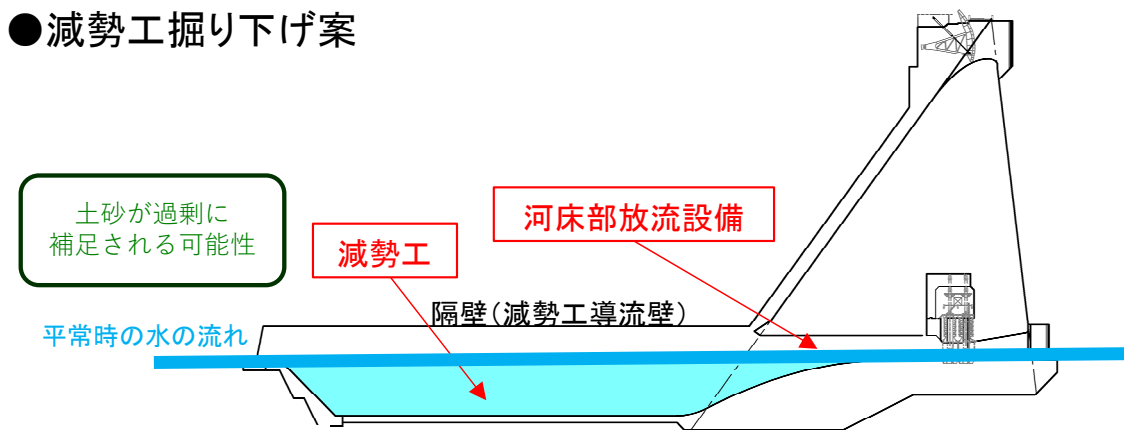 ●減勢工掘り下げ案
土砂が過剰に
補足される可能性
河床部放流設備
減勢工
隔壁(減勢工導流壁)
平常時の水の流れ